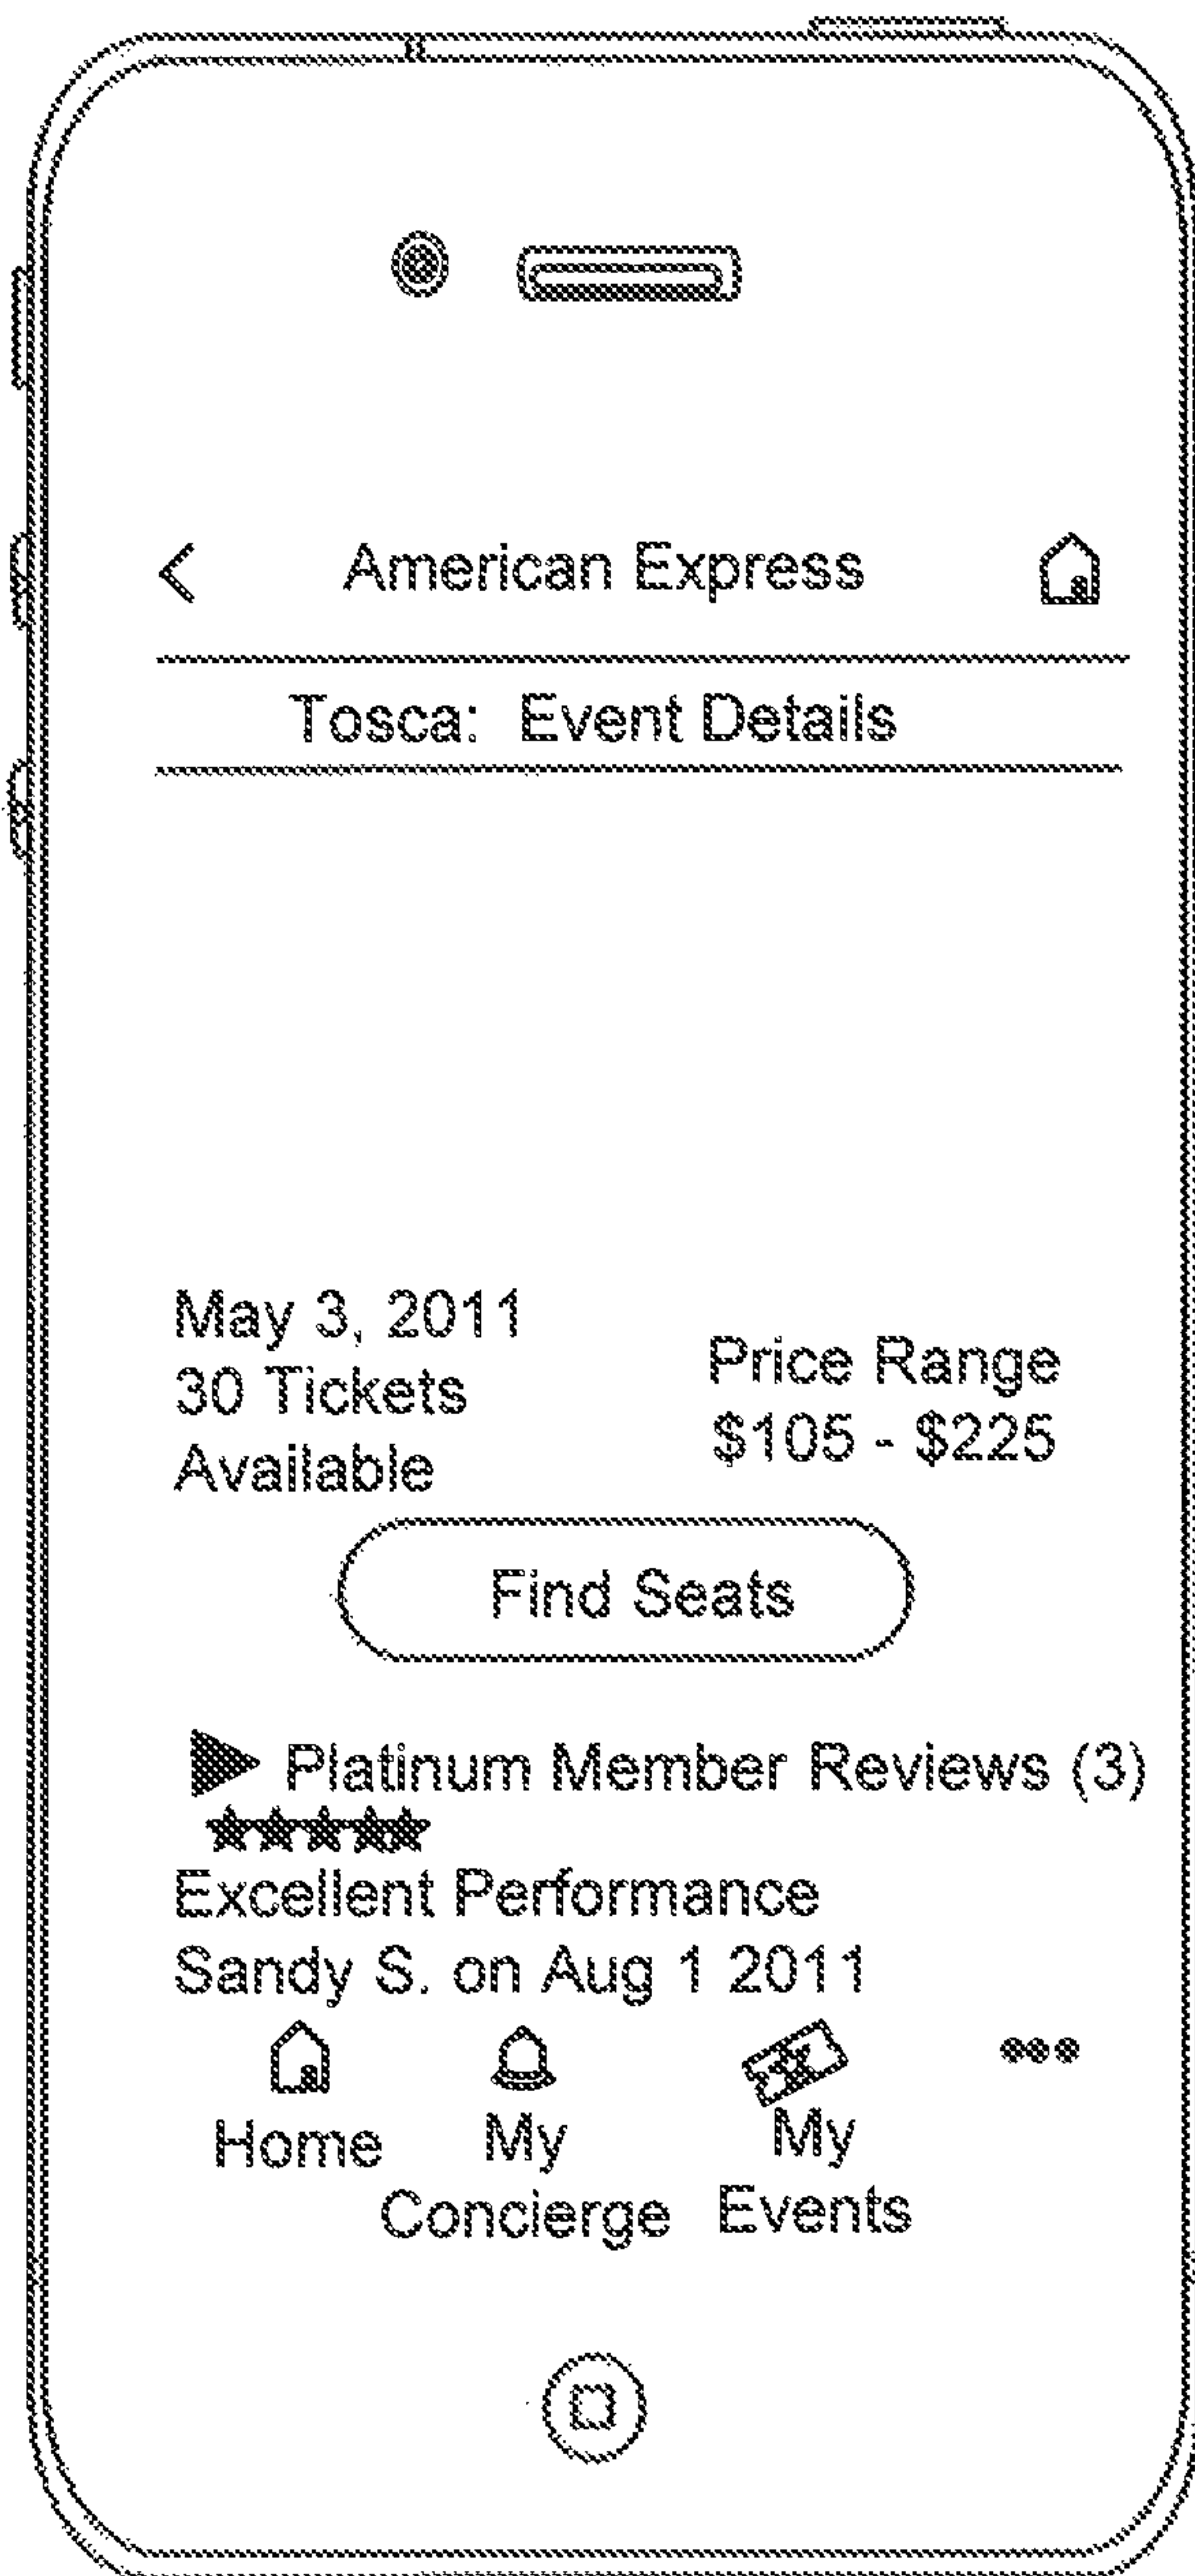 American Express
Tosca: Event Details
May 3, 2011
30 Tickets
Available
Price Range
$105 - $225
Find Seats
Platinum Member Reviews (3)
Excellent Performance
Sandy S. on Aug 1 2011
Home
My
Concierge
My
Events